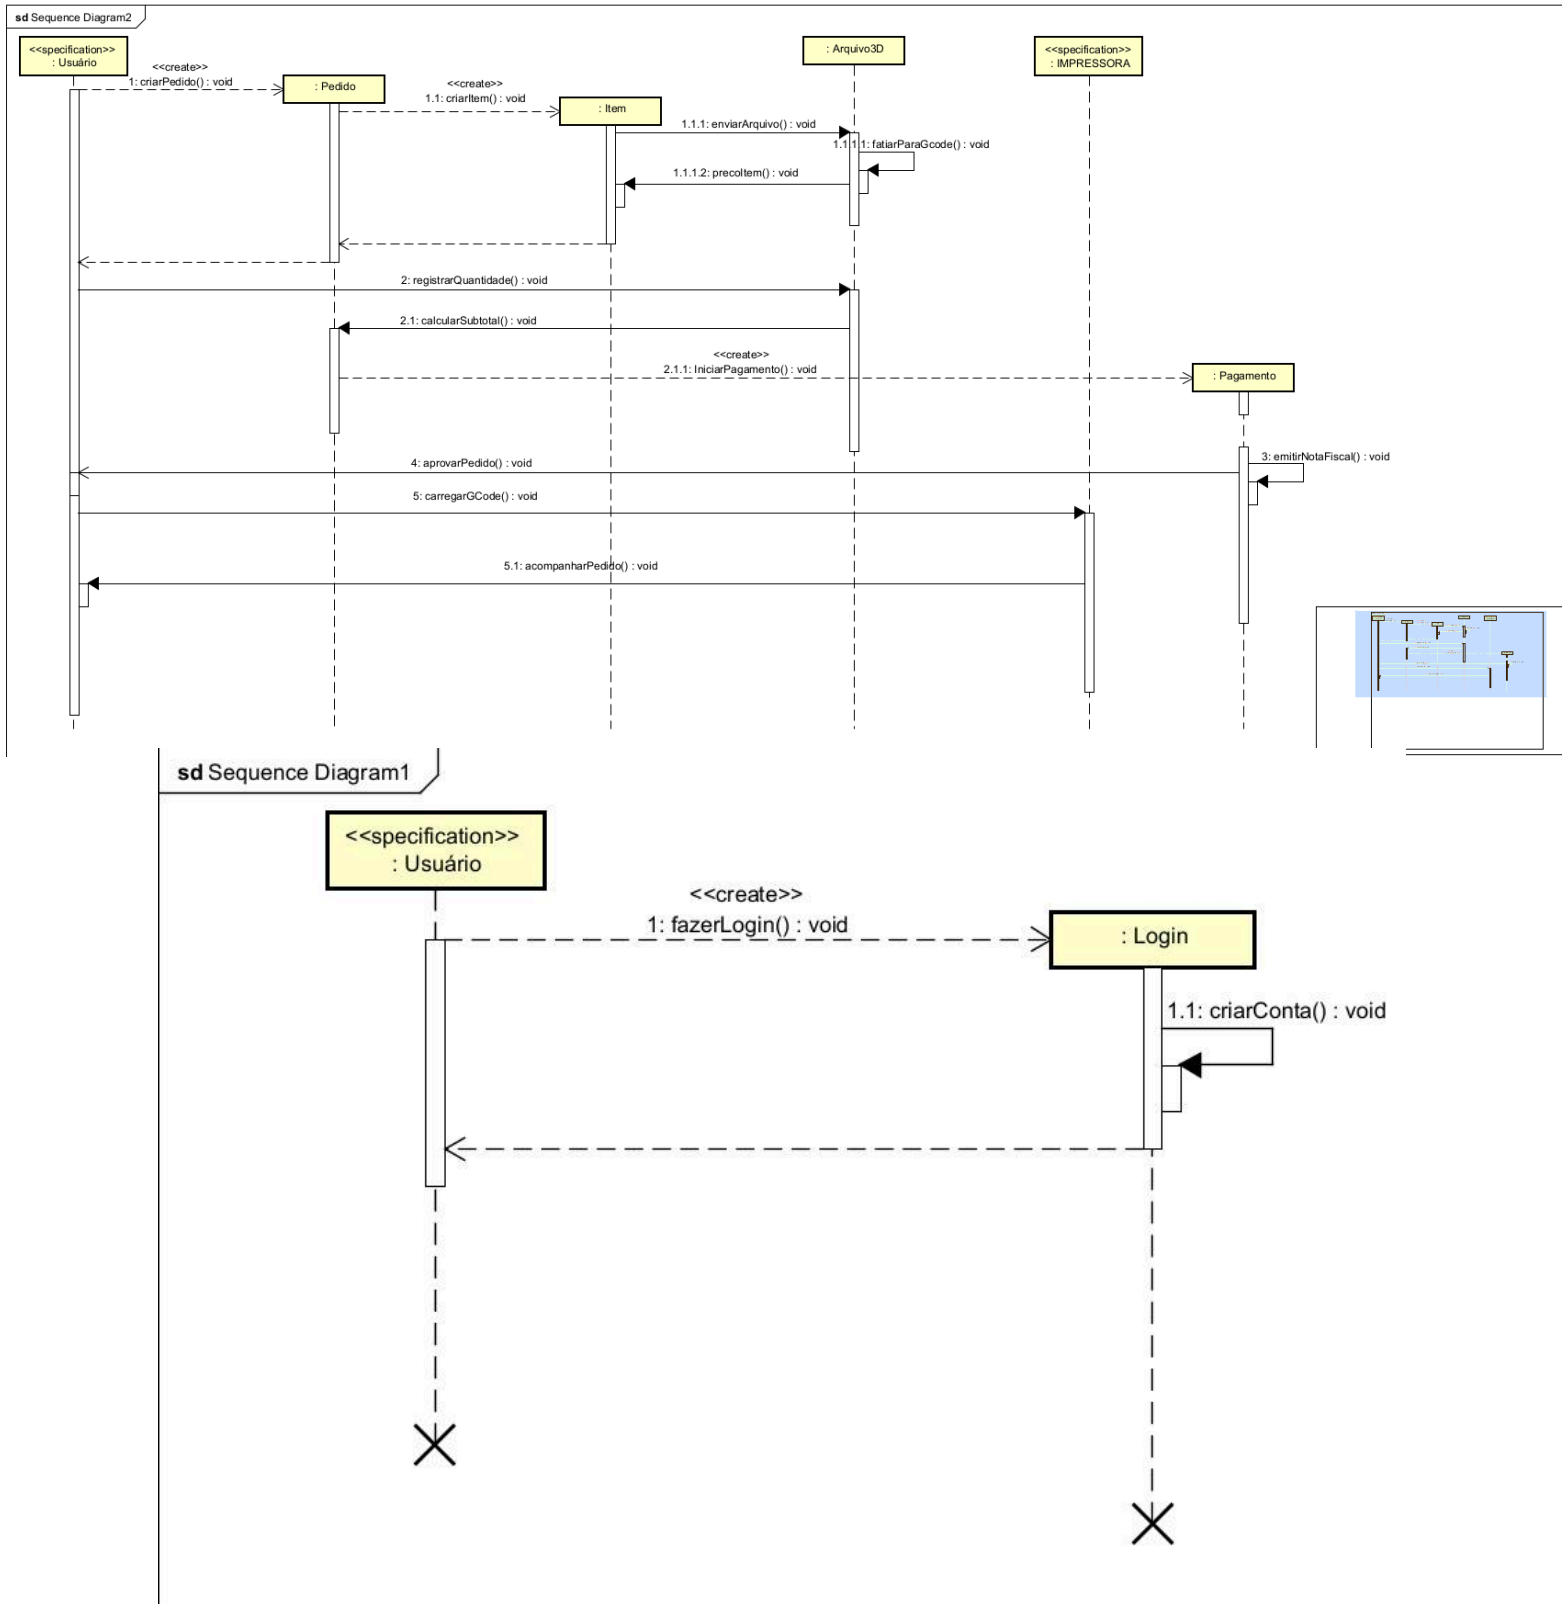 sd Sequence Diagram2
<<specification>>
: Usuário
: Arquivo3D
<<specification>>
: IMPRESSORA
<<create>>
1: criarPedido() : void
: Pedido
<<create>>
1.1: criarItem() : void
: Item
1.1.1: enviarArquivo() : void
1.1.1.1: fatiarParaGcode() : void
1.1.1.2: precoItem() : void
2: registrarQuantidade() : void
2.1: calcularSubtotal() : void
<<create>>
2.1.1: IniciarPagamento() : void
: Pagamento
3: emitirNotaFiscal() : void
4: aprovarPedido() : void
5: carregarGCode() : void
5.1: acompanharPedido() : void
sd Sequence Diagram1
<<specification>>
: Usuário
<<create>>
1: fazerLogin() : void
: Login
1.1: criarConta() : void